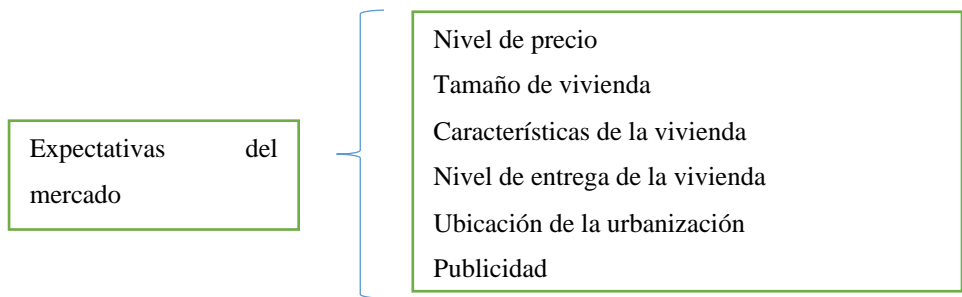 Expectativas del
mercado
Nivel de precio
Tamaño de vivienda
Características de la vivienda
Nivel de entrega de la vivienda
Ubicación de la urbanización
Publicidad